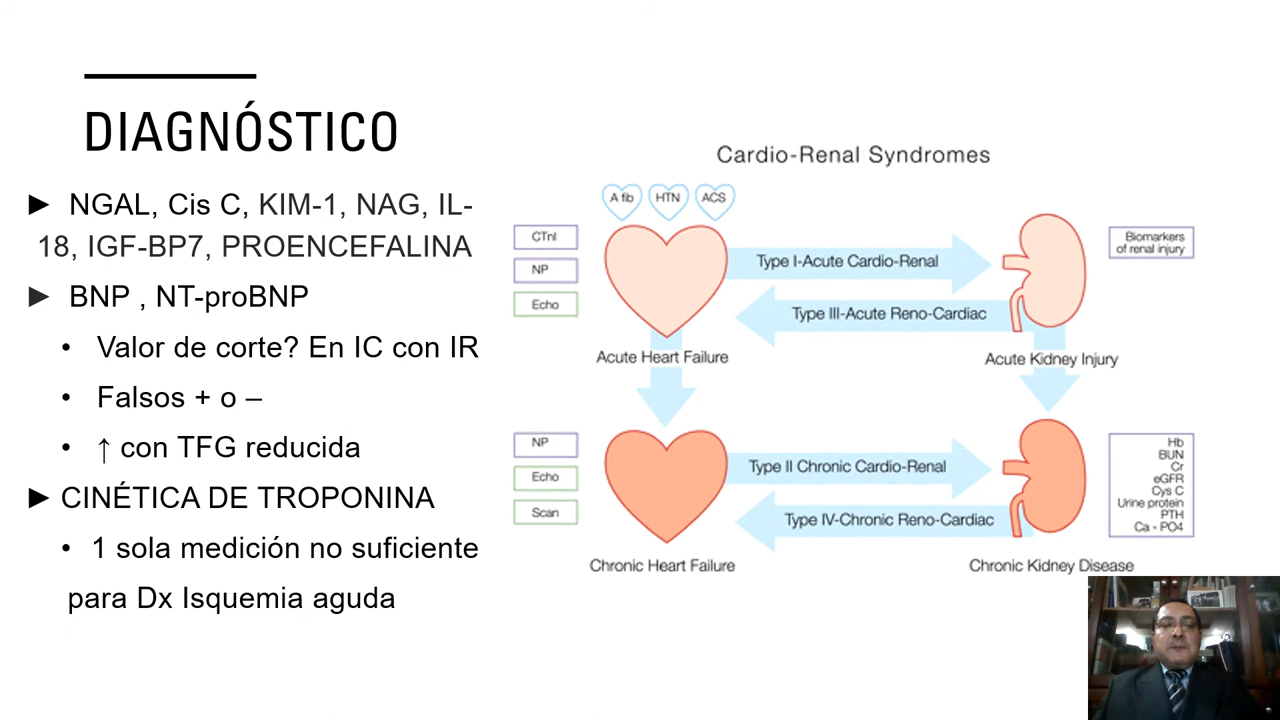 DIAGNÓSTICO
► NGAL, Cis C, KIM-1, NAG, IL-
18, IGF-BP7, PROENCEFALINA
► BNP , NT-proBNP
• Valor de corte? En IC con IR
• Falsos + o –
• ↑ con TFG reducida
► CINÉTICA DE TROPONINA
• 1 sola medición no suficiente
para Dx Isquemia aguda
Cardio-Renal Syndromes
A fib
HTN
ACS
CTnI
NP
Echo
Type I-Acute Cardio-Renal
Type III-Acute Reno-Cardiac
Biomarkers
of renal injury
Acute Heart Failure
Acute Kidney Injury
NP
Echo
Scan
Type II Chronic Cardio-Renal
Type IV-Chronic Reno-Cardiac
Hb
BUN
Cr
eGFR
Cys C
Urine protein
PTH
Ca - PO4
Chronic Heart Failure
Chronic Kidney Disease